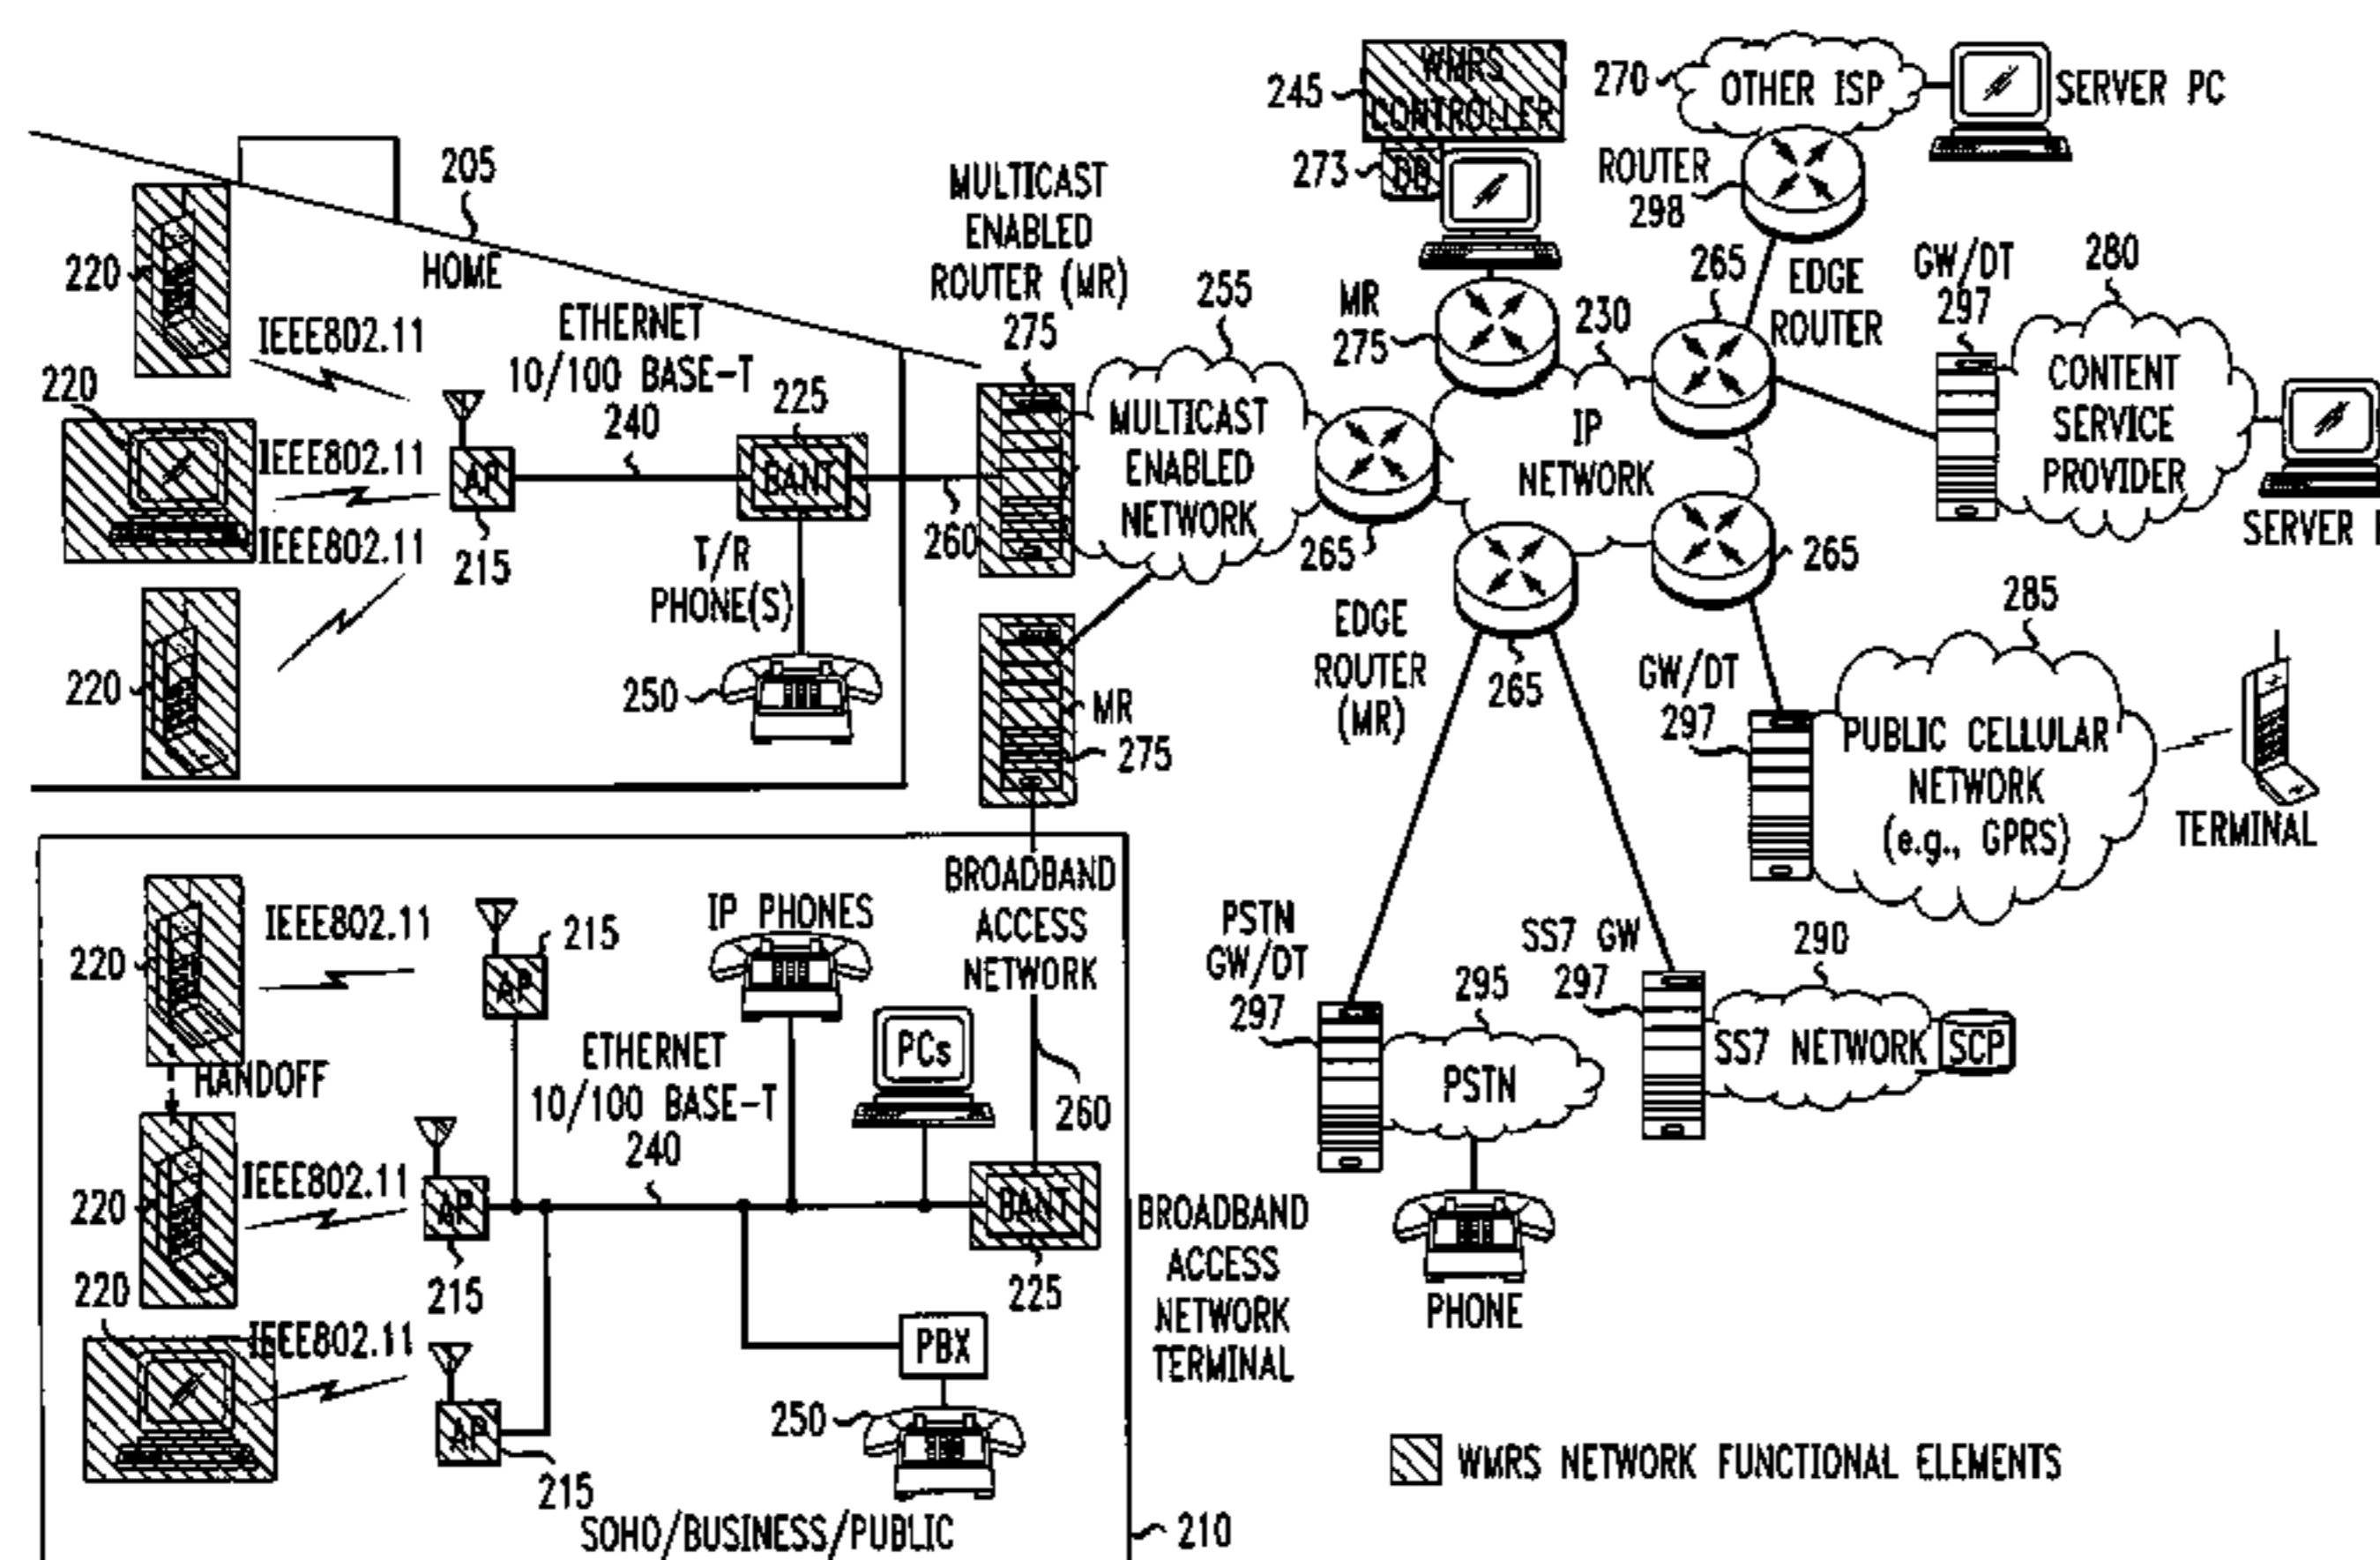 205
HOME
220
IEEE802.11
ETHERNET
10/100 BASE-T
240
220
IEEE802.11
IEEE802.11
AP
215
225
BANT
260
T/R
PHONE(S)
250
220
MULTICAST
ENABLED
ROUTER (MR)
275
255
MULTICAST
ENABLED
NETWORK
MR
275
245
WMRS
CONTROLLER
273
DB
MR
275
230
IP
NETWORK
265
265
265
265
EDGE
ROUTER
EDGE
ROUTER
(MR)
270
OTHER ISP
SERVER PC
ROUTER
298
GW/DT
297
280
CONTENT
SERVICE
PROVIDER
SERVER
285
GW/DT
297
PUBLIC CELLULAR
NETWORK
(e.g., GPRS)
TERMINAL
PSTN
GW/DT
297
295
PSTN
PHONE
SS7 GW
297
290
SS7 NETWORK
SCP
220
IEEE802.11
215
AP
HANDOFF
IP PHONES
BROADBAND
ACCESS
NETWORK
ETHERNET
10/100 BASE-T
240
PCs
260
220
IEEE802.11
AP
215
BANT
225
BROADBAND
ACCESS
NETWORK
TERMINAL
220
IEEE802.11
AP
215
PBX
250
SOHO/BUSINESS/PUBLIC
210
WMRS NETWORK FUNCTIONAL ELEMENTS